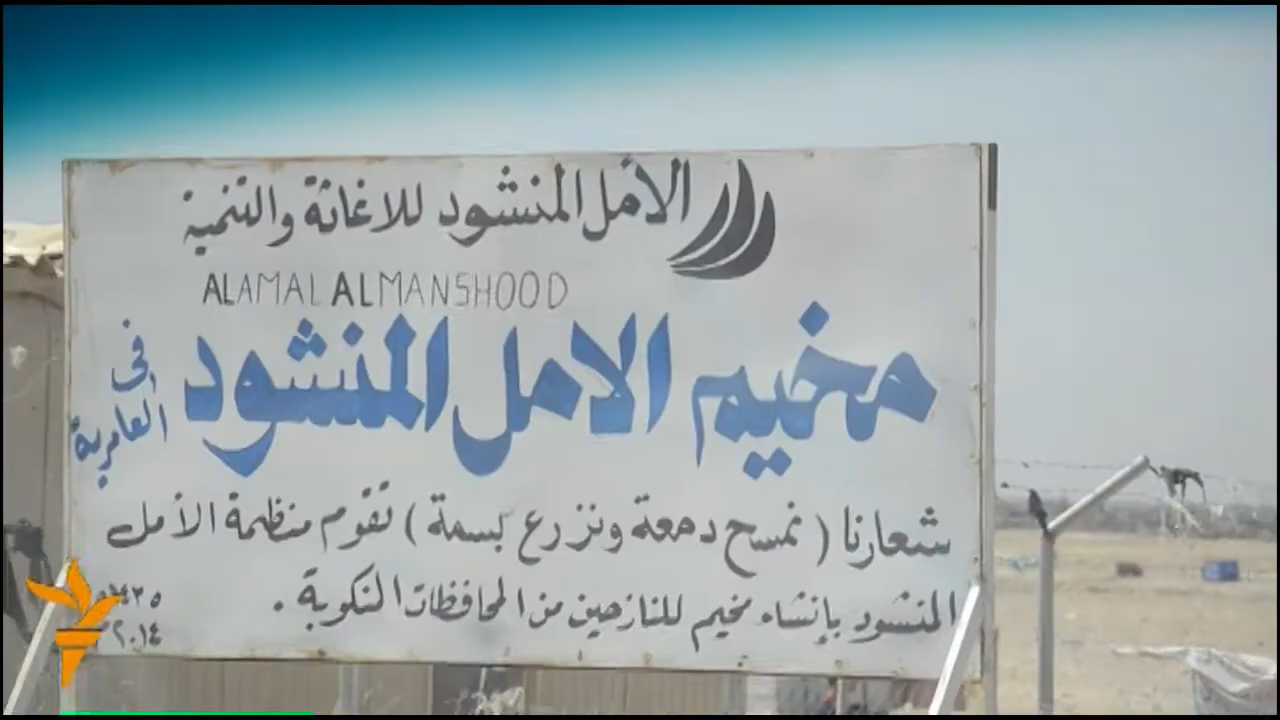 الأمل المنشود للاغاثة والتنمية
ALAMAL ALMANSHOOD
مخيم الامل المنشود
في العامرية
شعارنا ( نمسح دمعة ونزرع بسمة ) تقوم منظمة الأمل
المنشود بإنشاء مخيم للنازحين من المحافظات المنكوبة .
١٤٣٥
٢٠١٤